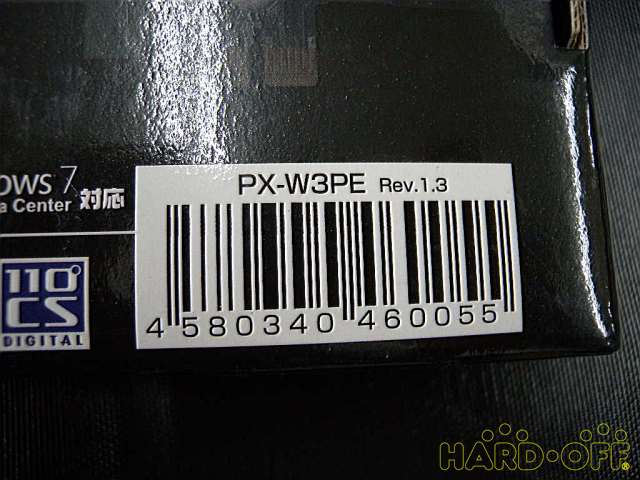 PX-W3PE Rev.1.3
ows 7
a Center 対応
110°
CS
DIGITAL
4 580340 460055
HARD·OFF®